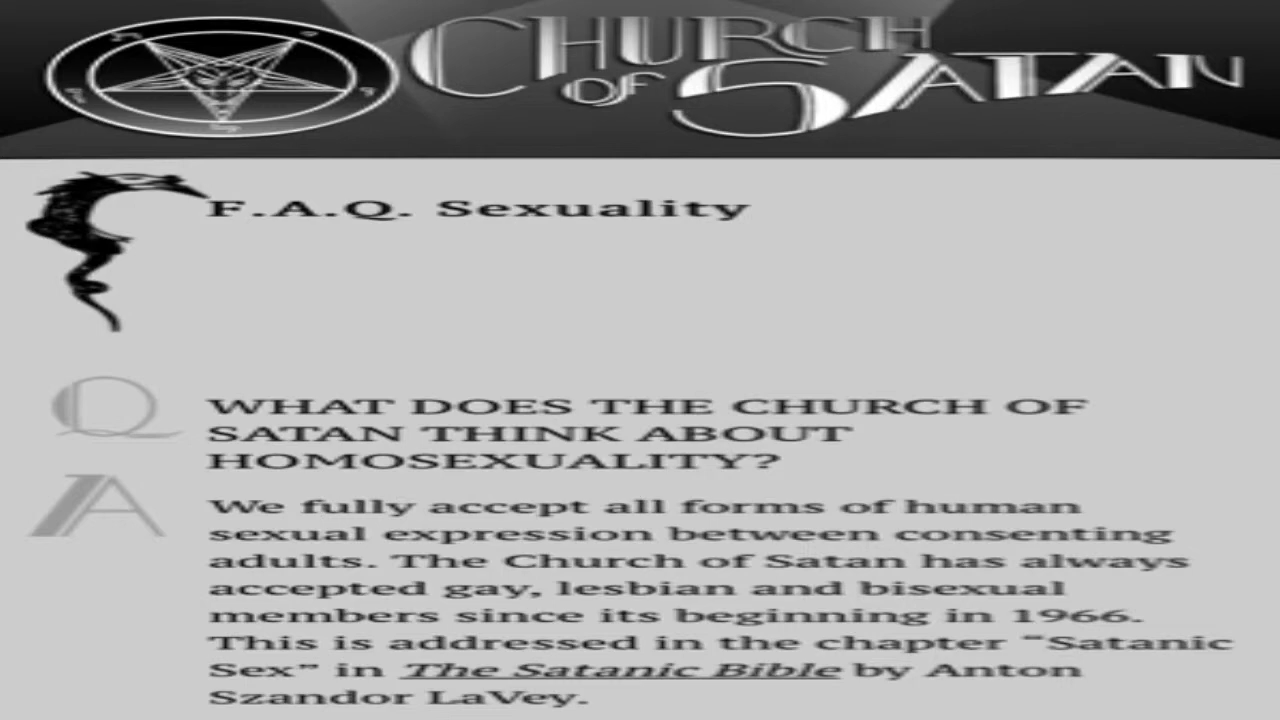 CHURCH
OF SATAN
F.A.Q. Sexuality
Q
WHAT DOES THE CHURCH OF
SATAN THINK ABOUT
HOMOSEXUALITY?
A
We fully accept all forms of human
sexual expression between consenting
adults. The Church of Satan has always
accepted gay, lesbian and bisexual
members since its beginning in 1966.
This is addressed in the chapter “Satanic
Sex” in The Satanic Bible by Anton
Szandor LaVey.